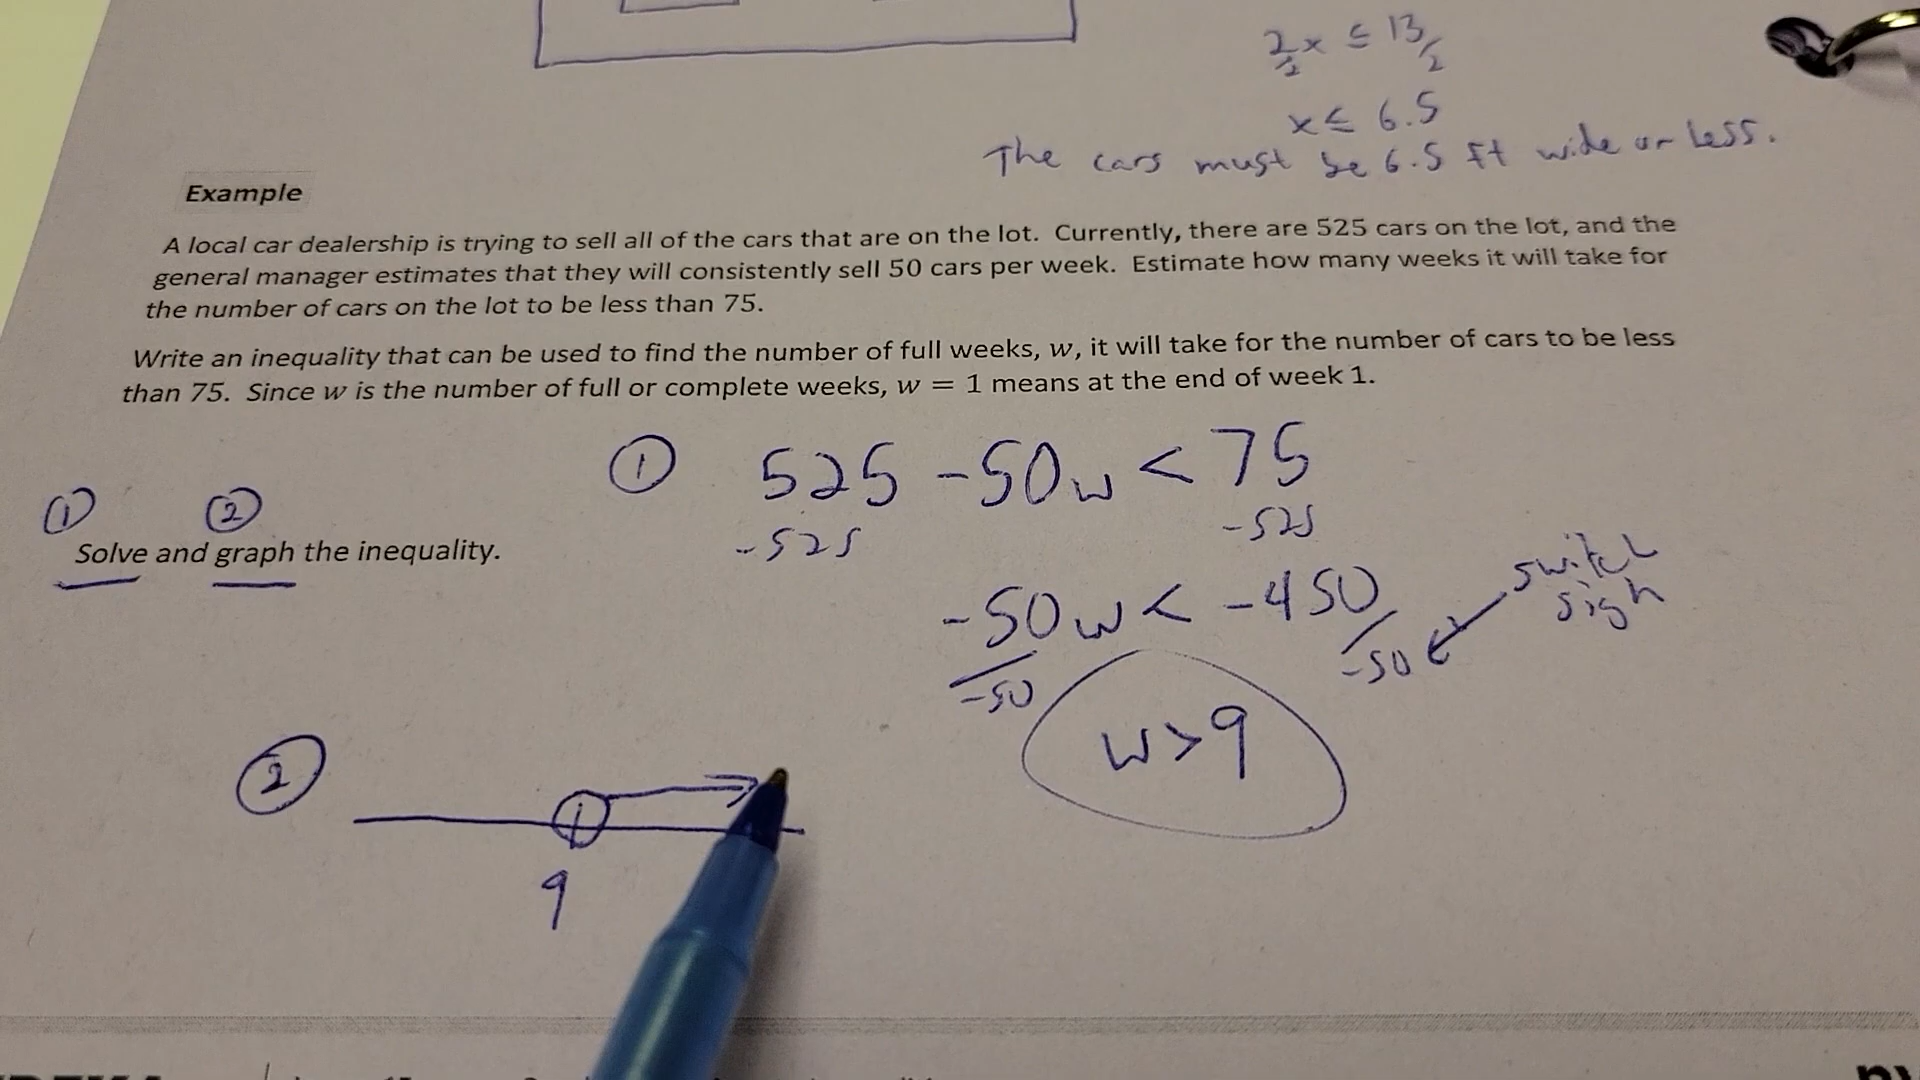 2x ≤ 13
2 2
x ≤ 6.5
The cars must be 6.5 ft wide or less.
Example
A local car dealership is trying to sell all of the cars that are on the lot. Currently, there are 525 cars on the lot, and the
general manager estimates that they will consistently sell 50 cars per week. Estimate how many weeks it will take for
the number of cars on the lot to be less than 75.
Write an inequality that can be used to find the number of full weeks, w, it will take for the number of cars to be less
than 75. Since w is the number of full or complete weeks, w = 1 means at the end of week 1.
① 525 - 50w < 75
-525 -525
① ②
Solve and graph the inequality.
-50w < -450
-50 -50
switch
sign
w > 9
②
9